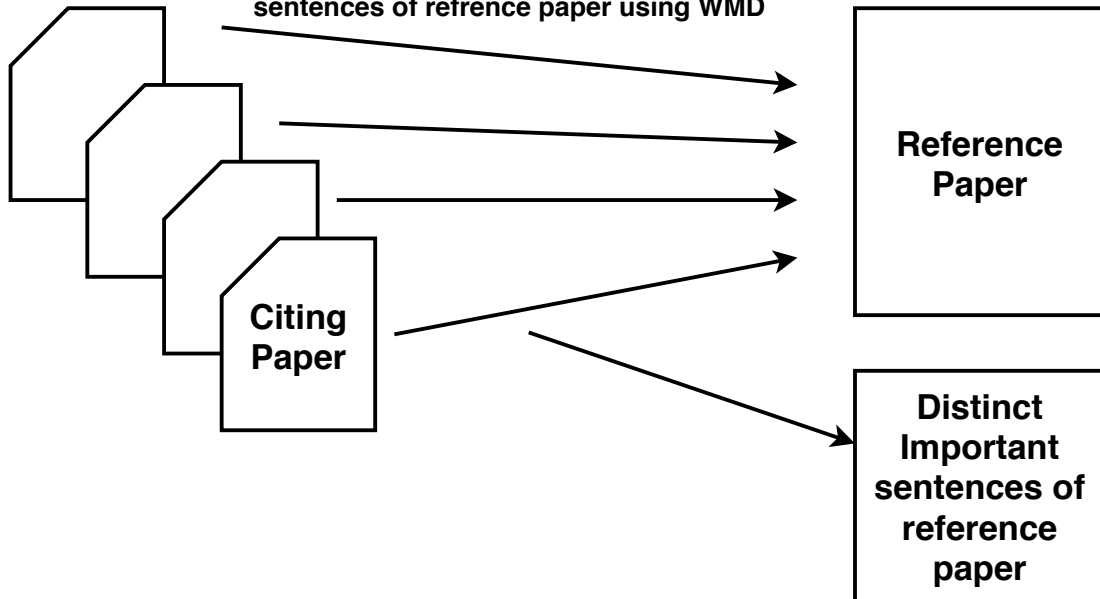 sentences of refrence paper using WMD
Reference
Paper
Citing
Paper
Distinct
Important
sentences of
reference
paper